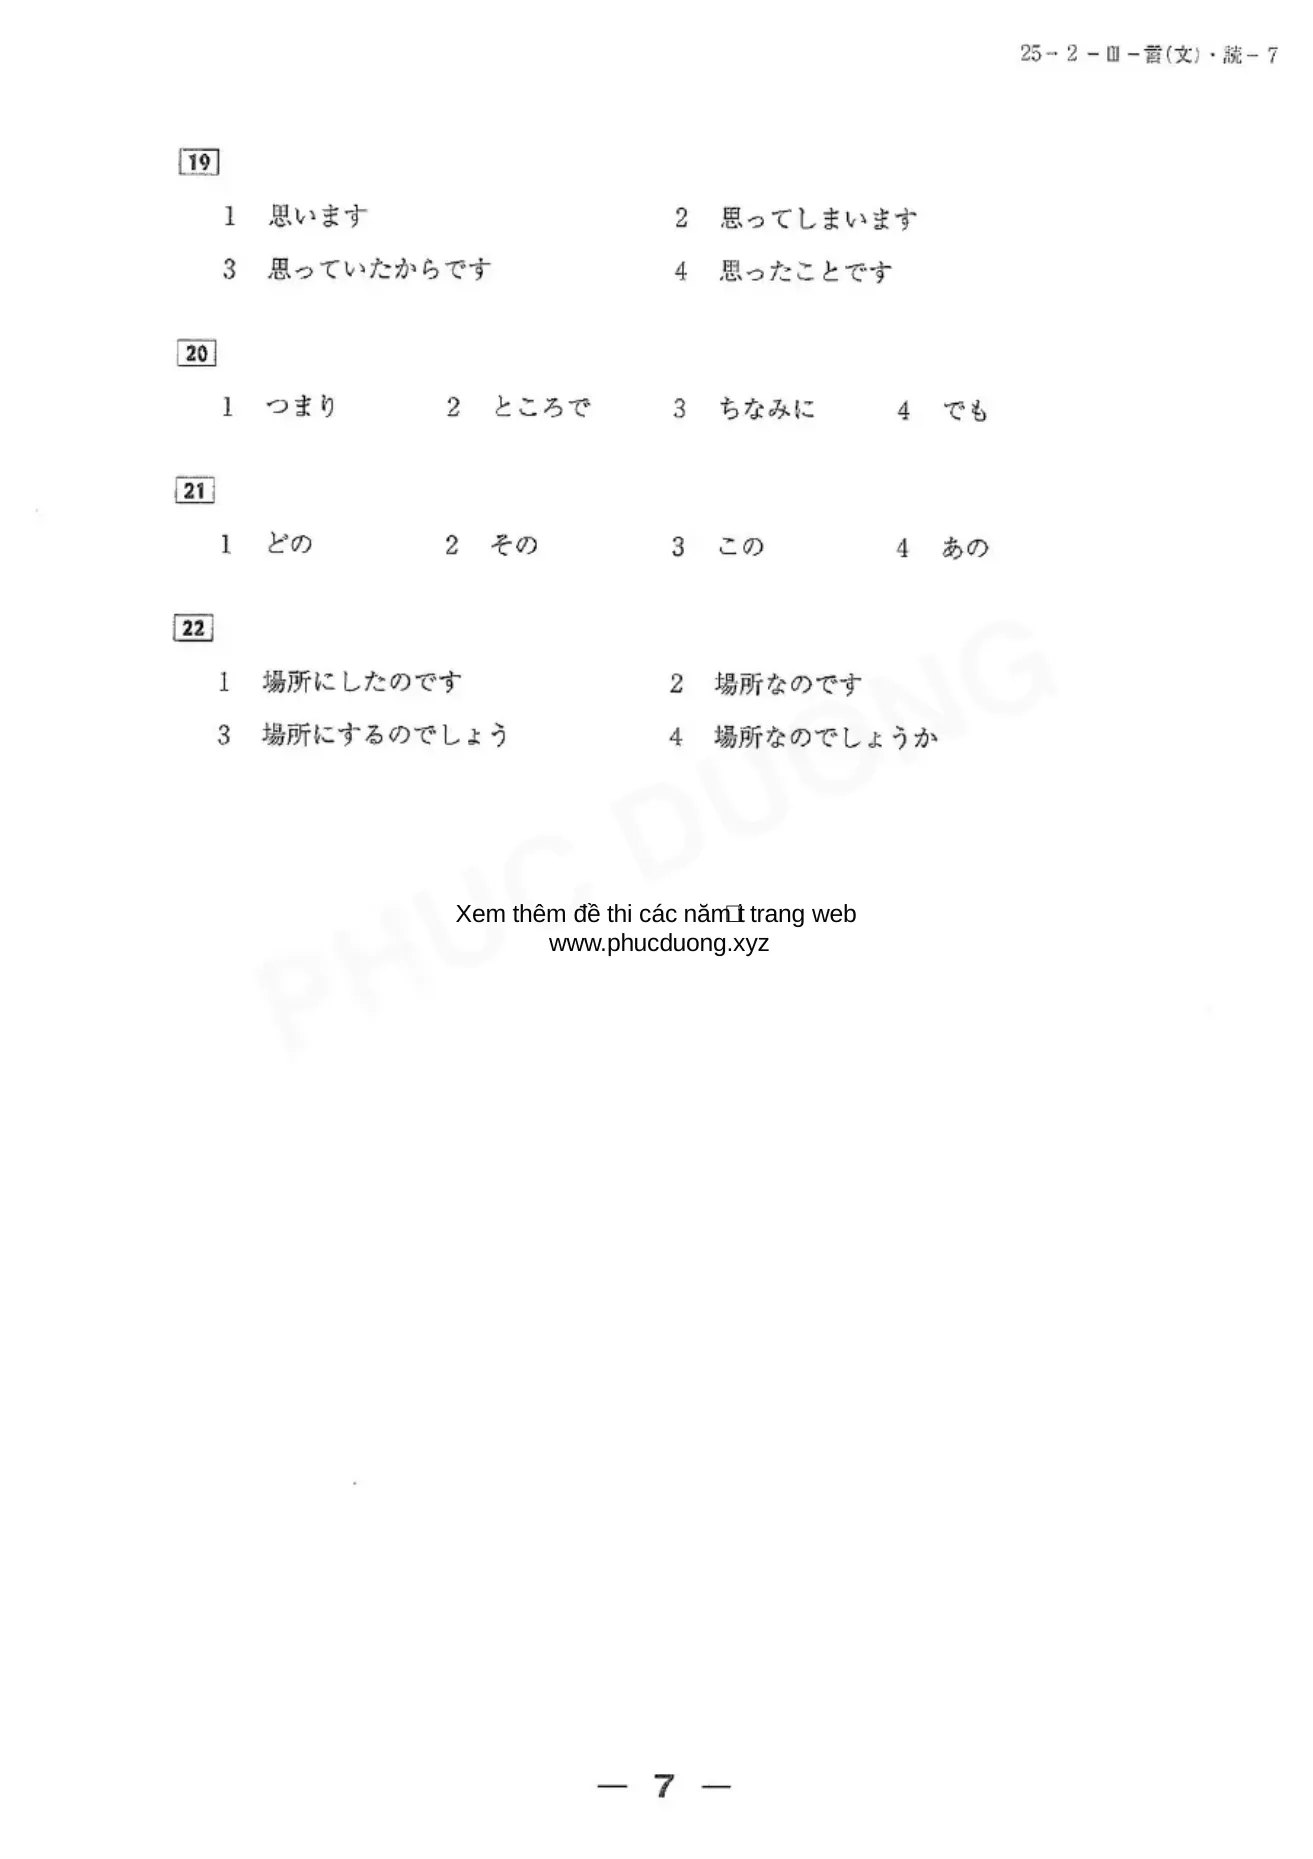 25－2－Ⅲ－言(文)・読－7
19
1 思います 2 思ってしまいます
3 思っていたからです 4 思ったことです
20
1 つまり 2 ところで 3 ちなみに 4 でも
21
1 どの 2 その 3 この 4 あの
22
1 場所にしたのです 2 場所なのです
3 場所にするのでしょう 4 場所なのでしょうか
PHUC DUONG
Xem thêm đề thi các năm trang web
www.phucduong.xyz
— 7 —